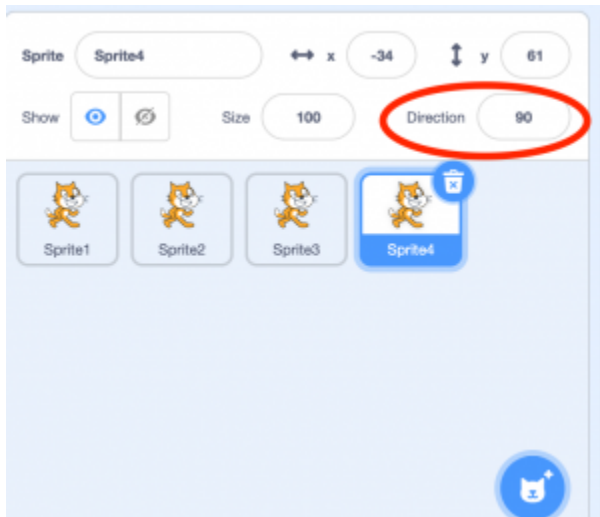 Sprite Sprite4 x -34 y 61
Show Size 100 Direction 90
Sprite1 Sprite2 Sprite3 Sprite4